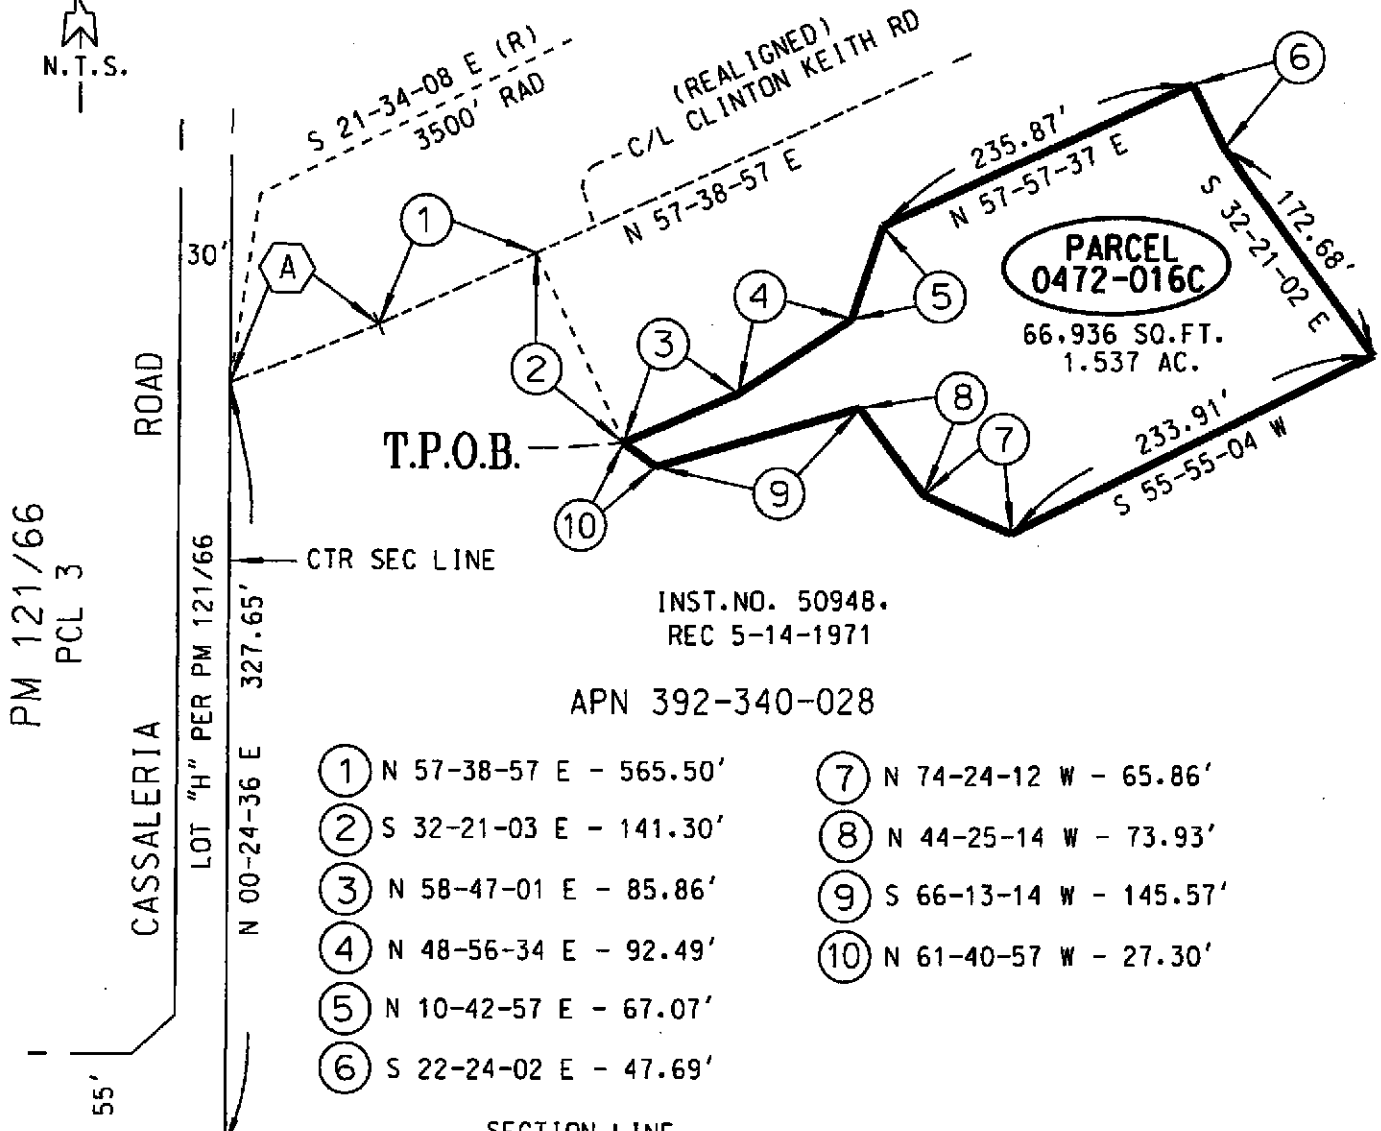 N.T.S.
S 21-34-08 E (R)
3500' RAD
(REALIGNED)
C/L CLINTON KEITH RD
N 57-38-57 E
235.87'
N 57-57-37 E
6
172.68'
S 32-21-02 E
PARCEL
0472-016C
66,936 SQ.FT.
1.537 AC.
30'
A
1
2
3
4
5
T.P.O.B.
8
7
9
10
233.91'
S 55-55-04 W
CTR SEC LINE
INST.NO. 50948.
REC 5-14-1971
APN 392-340-028
PM 121/66
PCL 3
CASSALERIA ROAD
LOT "H" PER PM 121/66
N 00-24-36 E 327.65'
55'
1 N 57-38-57 E - 565.50'
2 S 32-21-03 E - 141.30'
3 N 58-47-01 E - 85.86'
4 N 48-56-34 E - 92.49'
5 N 10-42-57 E - 67.07'
6 S 22-24-02 E - 47.69'
7 N 74-24-12 W - 65.86'
8 N 44-25-14 W - 73.93'
9 S 66-13-14 W - 145.57'
10 N 61-40-57 W - 27.30'
SECTION LINE